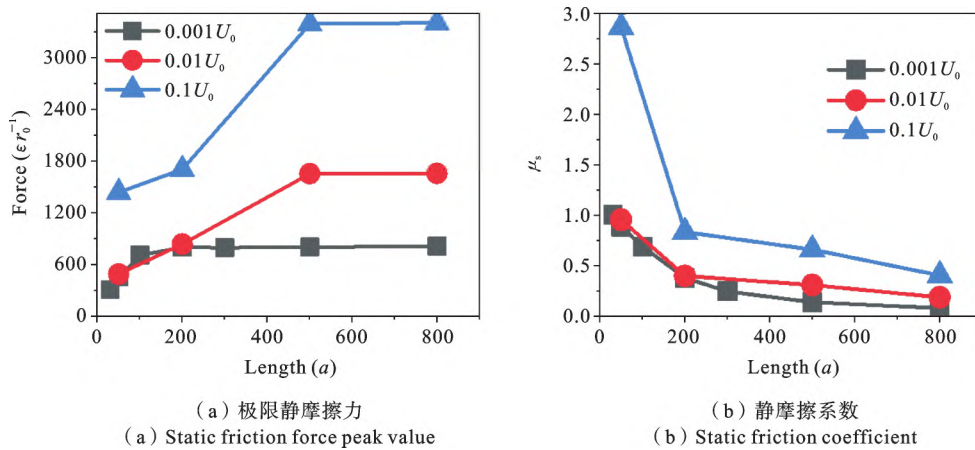 0.001U₀
0.01U₀
0.1U₀
3300
2400
1800
1200
600
0
0
200
400
600
800
Force (ε r₀⁻¹)
Length (a)
(a)极限静摩擦力
(a) Static friction force peak value
3.0
2.5
2.0
1.5
1.0
0.5
0.0
0
200
400
600
800
μₛ
0.001U₀
0.01U₀
0.1U₀
Length (a)
(b)静摩擦系数
(b) Static friction coefficient